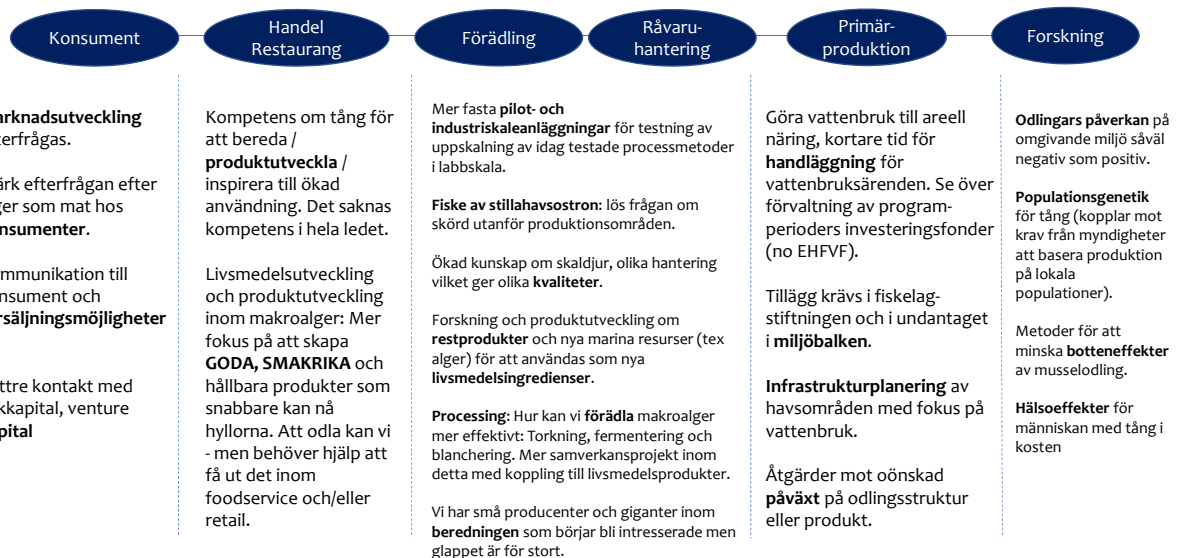 Konsument
Handel
Restaurang
Förädling
Råvaru-
hantering
Primär-
produktion
Forskning
arknadsutveckling
terfrågas.
ärk efterfrågan efter
ger som mat hos
nsumenter.
mmunikation till
nsument och
rsäljningsmöjligheter
ttre kontakt med
kkapital, venture
pital
Kompetens om tång för
att bereda /
produktutveckla /
inspirera till ökad
användning. Det saknas
kompetens i hela ledet.
Livsmedelsutveckling
och produktutveckling
inom makroalger: Mer
fokus på att skapa
GODA, SMAKRIKA och
hållbara produkter som
snabbare kan nå
hyllorna. Att odla kan vi
- men behöver hjälp att
få ut det inom
foodservice och/eller
retail.
Mer fasta pilot- och
industriskaleanläggningar för testning av
uppskalning av idag testade processmetoder
i labbskala.
Fiske av stillahavsostron: lös frågan om
skörd utanför produktionsområden.
Ökad kunskap om skaldjur, olika hantering
vilket ger olika kvaliteter.
Forskning och produktutveckling om
restprodukter och nya marina resurser (tex
alger) för att användas som nya
livsmedelsingredienser.
Processing: Hur kan vi förädla makroalger
mer effektivt: Torkning, fermentering och
blanchering. Mer samverkansprojekt inom
detta med koppling till livsmedelsprodukter.
Vi har små producenter och giganter inom
beredningen som börjar bli intresserade men
glappet är för stort.
Göra vattenbruk till areell
näring, kortare tid för
handläggning för
vattenbruksärenden. Se över
förvaltning av program-
perioders investeringsfonder
(no EHFVF).
Tillägg krävs i fiskelag-
stiftningen och i undantaget
i miljöbalken.
Infrastrukturplanering av
havsområden med fokus på
vattenbruk.
Åtgärder mot oönskad
påväxt på odlingsstruktur
eller produkt.
Odlingars påverkan på
omgivande miljö såväl
negativ som positiv.
Populationsgenetik
för tång (kopplar mot
krav från myndigheter
att basera produktion
på lokala
populationer).
Metoder för att
minska botteneffekter
av musselodling.
Hälsoeffekter för
människan med tång i
kosten